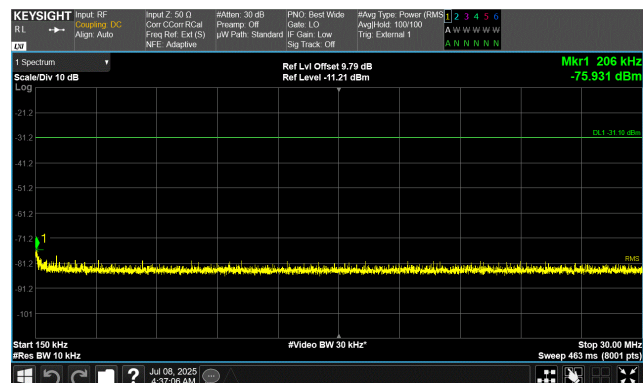 KEYSIGHT Input: RF Input Z: 50 Ω #Atten: 30 dB PNO: Best Wide #Avg Type: Power (RMS 1 2 3 4 5 6
R L Coupling: DC Corr CCorr RCal Preamp: Off Gate: LO Avg|Hold: 100/100 A W W W W W
Align: Auto Freq Ref: Ext (S) µW Path: Standard IF Gain: Low Trig: External 1
LXI NFE: Adaptive Sig Track: Off A N N N N N
1 Spectrum Ref Lvl Offset 9.79 dB Mkr1 206 kHz
Scale/Div 10 dB Ref Level -11.21 dBm -75.931 dBm
Log
-21.2
DL1 -31.10 dBm
-31.2
-41.2
-51.2
-61.2
-71.2 1
RMS
-81.2
-91.2
-101
Start 150 kHz #Video BW 30 kHz* Stop 30.00 MHz
#Res BW 10 kHz Sweep 463 ms (8001 pts)
? Jul 08, 2025
4:37:06 AM